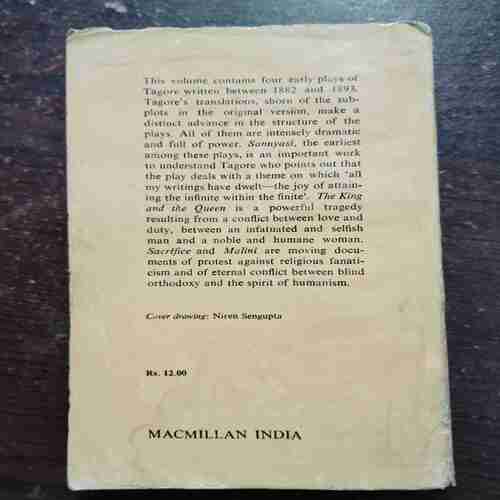 This volume contains four early plays of
Tagore written between 1882 and 1893.
Tagore's translations, shorn of the sub-
plots in the original version, make a
distinct advance in the structure of the
plays. All of them are intensely dramatic
and full of power. Sannyasi, the earliest
among these plays, is an important work
to understand Tagore who points out that
the play deals with a theme on which 'all
my writings have dwelt—the joy of attain-
ing the infinite within the finite'. The King
and the Queen is a powerful tragedy
resulting from a conflict between love and
duty, between an infatuated and selfish
man and a noble and humane woman.
Sacrifice and Malini are moving docu-
ments of protest against religious fanati-
cism and of eternal conflict between blind
orthodoxy and the spirit of humanism.
Cover drawing: Niren Sengupta
Rs. 12.00
MACMILLAN INDIA